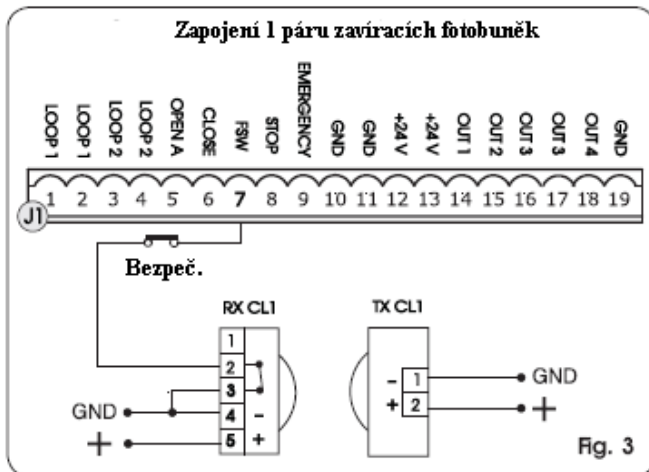 Zapojení 1 páru zavíracích fotobuněk
LOOP 1 LOOP 1 LOOP 2 LOOP 2 OPEN A CLOSE FSW STOP EMERGENCY GND GND +24 V +24 V OUT 1 OUT 2 OUT 3 OUT 3 OUT 4 GND
1 2 3 4 5 6 7 8 9 10 11 12 13 14 15 16 17 18 19
J1
Bezpeč.
RX CL1
1
2
3
GND 4 -
+ 5 +
TX CL1
- 1 GND
+ 2 +
Fig. 3